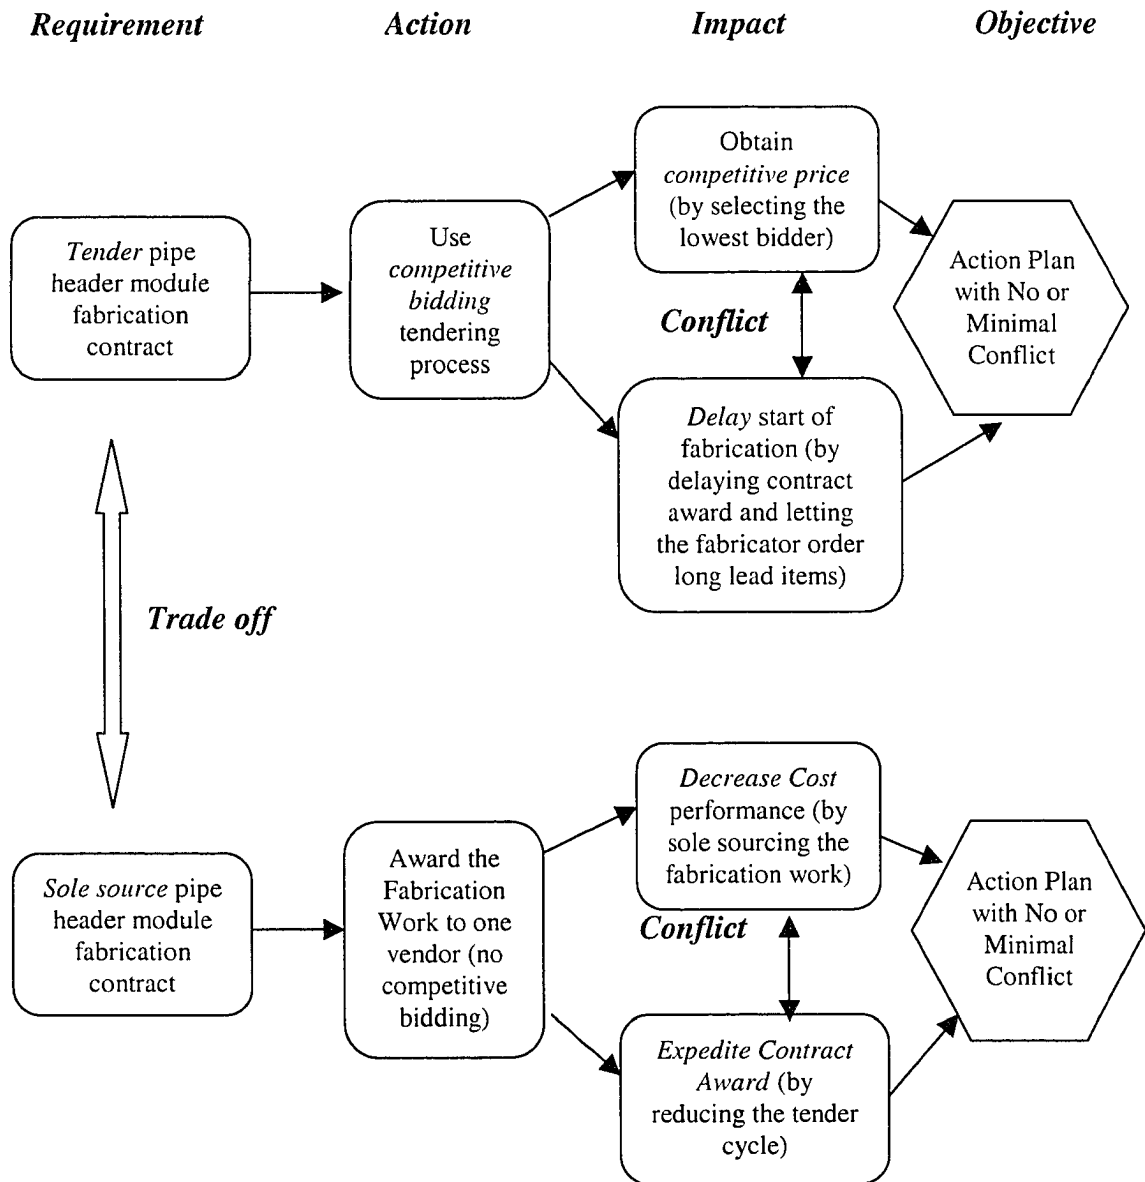 Requirement
Action
Impact
Objective
Tender pipe
header module
fabrication
contract
Use
competitive
bidding
tendering
process
Obtain
competitive price
(by selecting the
lowest bidder)
Conflict
Delay start of
fabrication (by
delaying contract
award and letting
the fabricator order
long lead items)
Action Plan
with No or
Minimal
Conflict
Trade off
Sole source pipe
header module
fabrication
contract
Award the
Fabrication
Work to one
vendor (no
competitive
bidding)
Decrease Cost
performance (by
sole sourcing the
fabrication work)
Conflict
Expedite Contract
Award (by
reducing the tender
cycle)
Action Plan
with No or
Minimal
Conflict